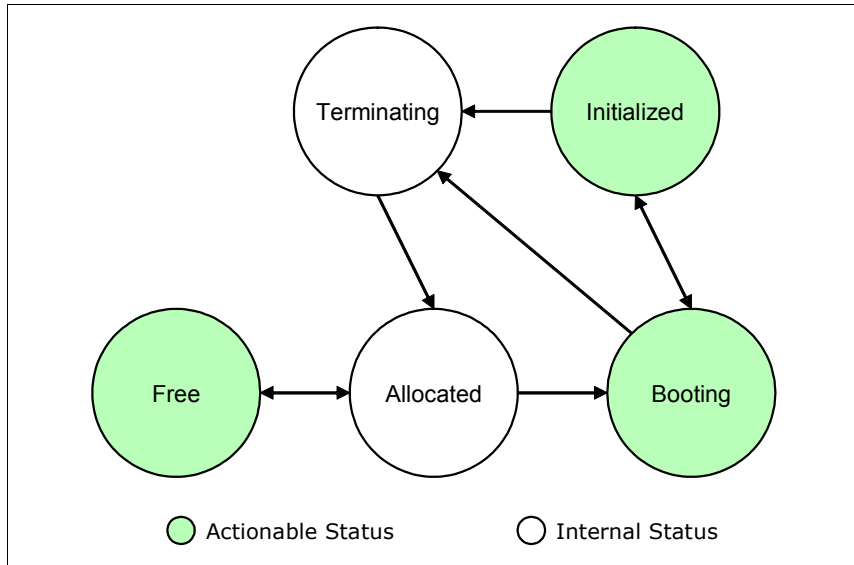 Terminating
Initialized
Free
Allocated
Booting
Actionable Status
Internal Status